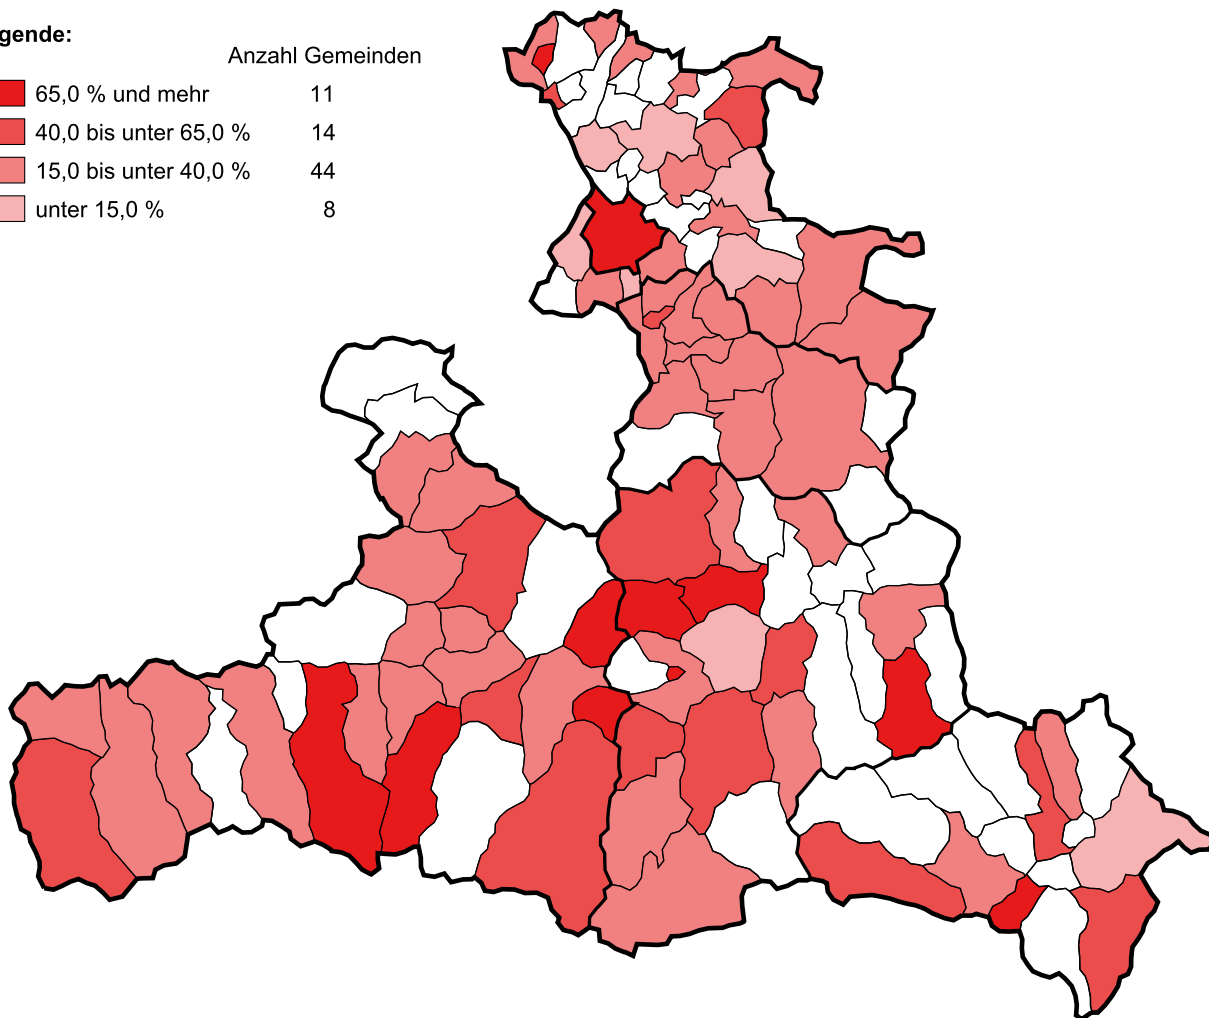 gende:
Anzahl Gemeinden
65,0 % und mehr 11
40,0 bis unter 65,0 % 14
15,0 bis unter 40,0 % 44
unter 15,0 % 8